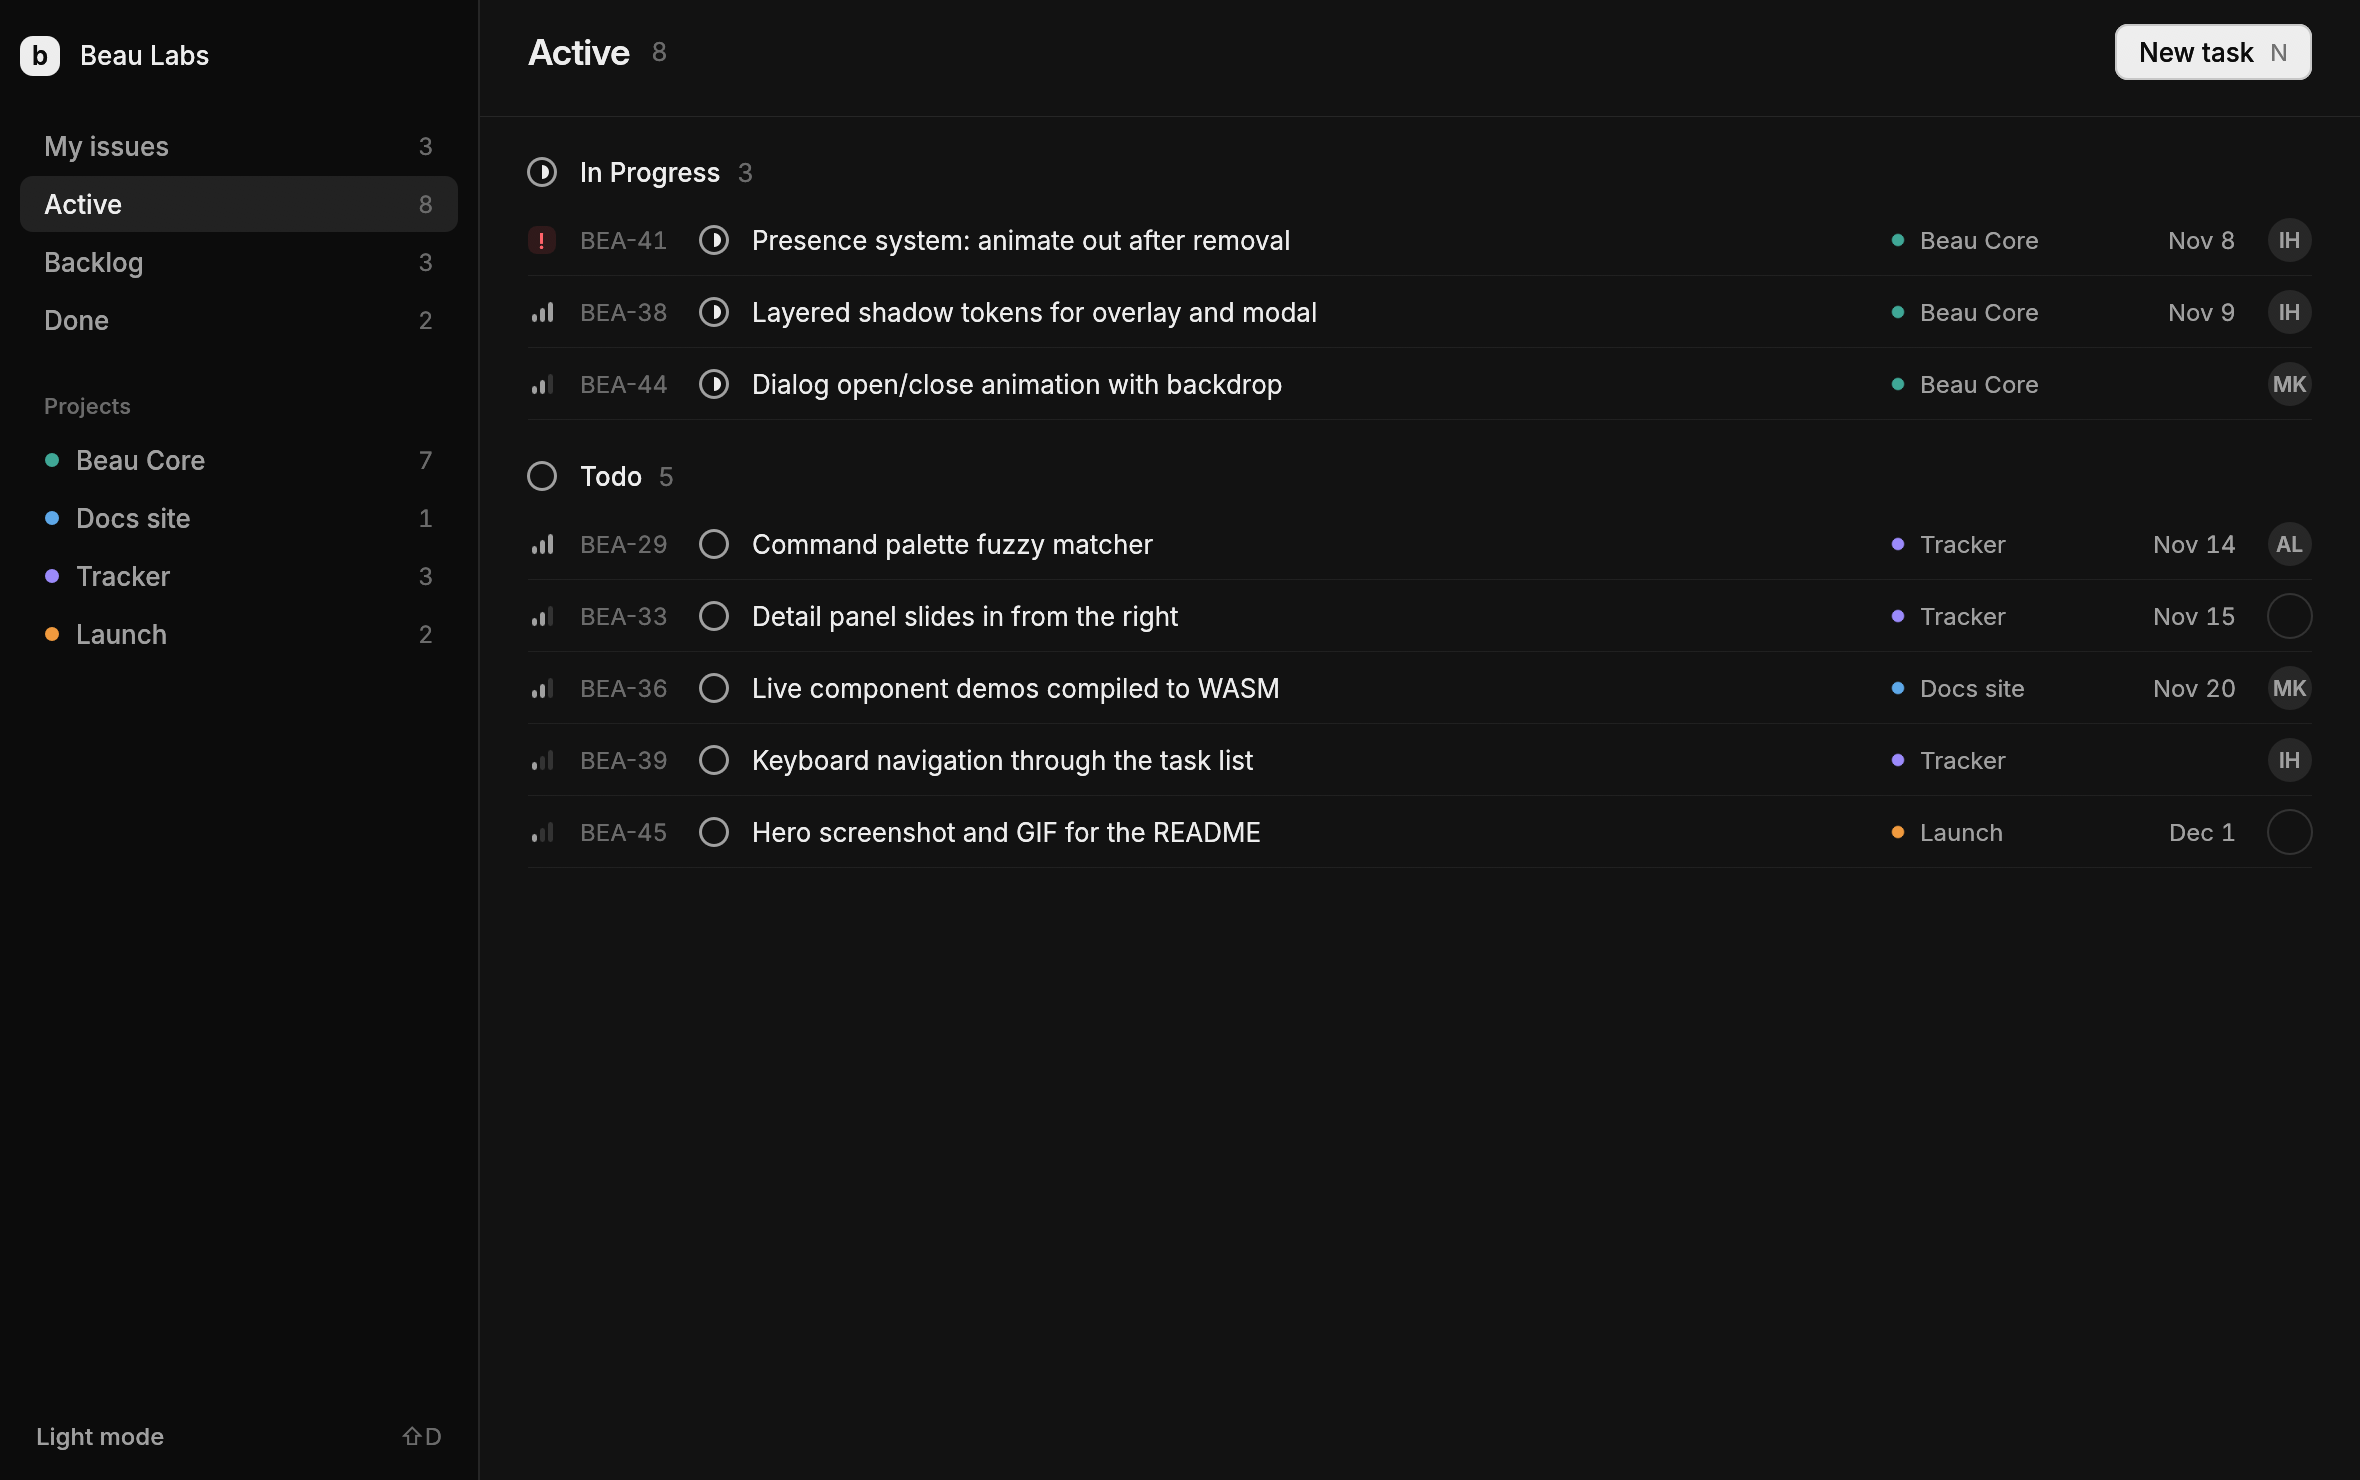 b Beau Labs
My issues 3
Active 8
Backlog 3
Done 2
Projects
Beau Core 7
Docs site 1
Tracker 3
Launch 2
Light mode ⇧D
Active 8
New task N
In Progress 3
! BEA-41 Presence system: animate out after removal Beau Core Nov 8 IH
BEA-38 Layered shadow tokens for overlay and modal Beau Core Nov 9 IH
BEA-44 Dialog open/close animation with backdrop Beau Core MK
Todo 5
BEA-29 Command palette fuzzy matcher Tracker Nov 14 AL
BEA-33 Detail panel slides in from the right Tracker Nov 15
BEA-36 Live component demos compiled to WASM Docs site Nov 20 MK
BEA-39 Keyboard navigation through the task list Tracker IH
BEA-45 Hero screenshot and GIF for the README Launch Dec 1